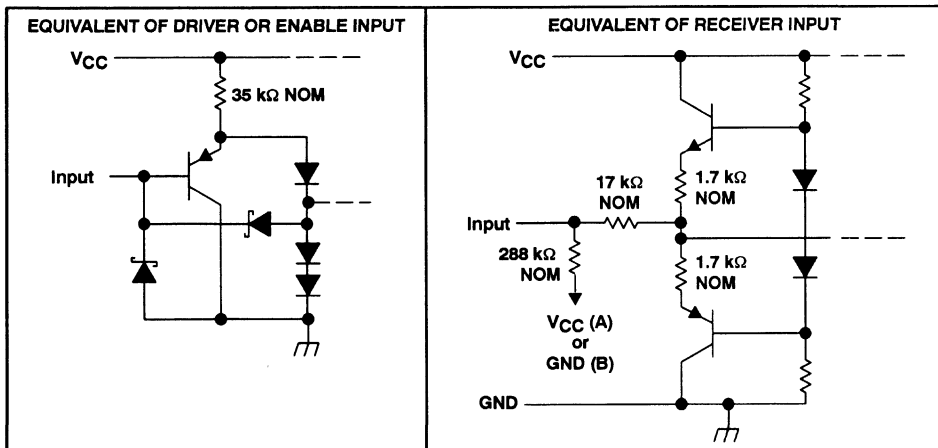 EQUIVALENT OF DRIVER OR ENABLE INPUT
VCC
35 kΩ NOM
Input
EQUIVALENT OF RECEIVER INPUT
VCC
17 kΩ
NOM
1.7 kΩ
NOM
Input
288 kΩ
NOM
1.7 kΩ
NOM
VCC (A)
or
GND (B)
GND